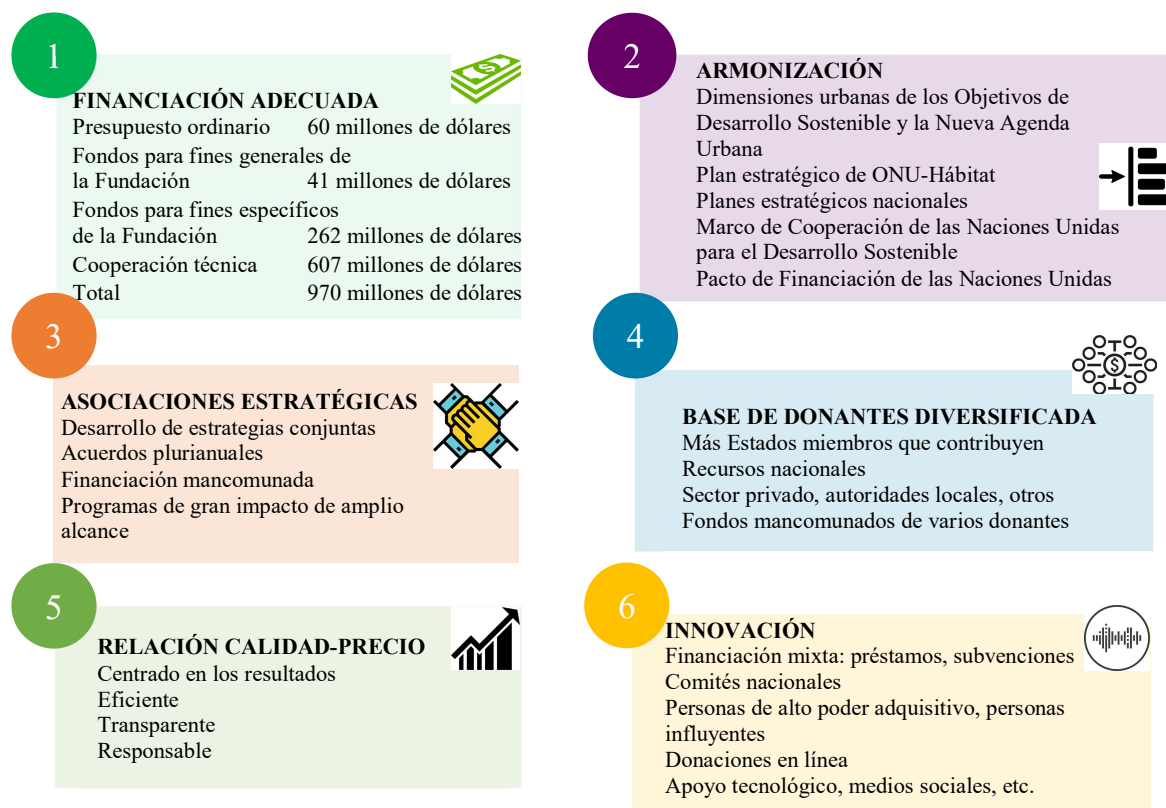 1
FINANCIACIÓN ADECUADA
Presupuesto ordinario 60 millones de dólares
Fondos para fines generales de
la Fundación 41 millones de dólares
Fondos para fines específicos
de la Fundación 262 millones de dólares
Cooperación técnica 607 millones de dólares
Total 970 millones de dólares
2
ARMONIZACIÓN
Dimensiones urbanas de los Objetivos de
Desarrollo Sostenible y la Nueva Agenda
Urbana
Plan estratégico de ONU-Hábitat
Planes estratégicos nacionales
Marco de Cooperación de las Naciones Unidas
para el Desarrollo Sostenible
Pacto de Financiación de las Naciones Unidas
3
ASOCIACIONES ESTRATÉGICAS
Desarrollo de estrategias conjuntas
Acuerdos plurianuales
Financiación mancomunada
Programas de gran impacto de amplio
alcance
4
BASE DE DONANTES DIVERSIFICADA
Más Estados miembros que contribuyen
Recursos nacionales
Sector privado, autoridades locales, otros
Fondos mancomunados de varios donantes
5
RELACIÓN CALIDAD-PRECIO
Centrado en los resultados
Eficiente
Transparente
Responsable
6
INNOVACIÓN
Financiación mixta: préstamos, subvenciones
Comités nacionales
Personas de alto poder adquisitivo, personas
influyentes
Donaciones en línea
Apoyo tecnológico, medios sociales, etc.